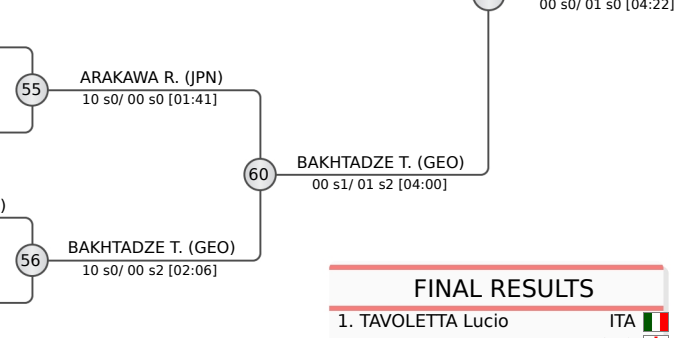 00 s0/ 01 s0 [04:22]
ARAKAWA R. (JPN)
55
10 s0/ 00 s0 [01:41]
BAKHTADZE T. (GEO)
60
00 s1/ 01 s2 [04:00]
)
BAKHTADZE T. (GEO)
56
10 s0/ 00 s2 [02:06]
FINAL RESULTS
1. TAVOLETTA Lucio ITA